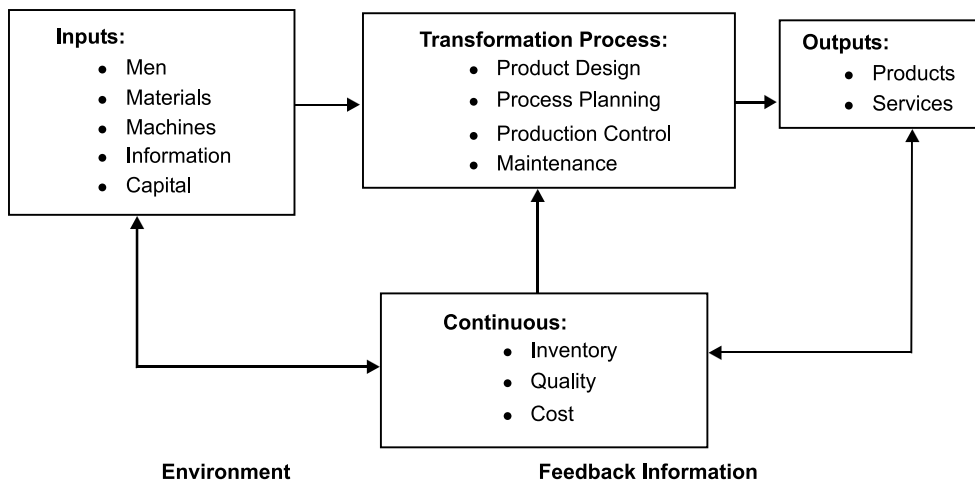 Inputs:
• Men
• Materials
• Machines
• Information
• Capital
Transformation Process:
• Product Design
• Process Planning
• Production Control
• Maintenance
Outputs:
• Products
• Services
Continuous:
• Inventory
• Quality
• Cost
Environment
Feedback Information